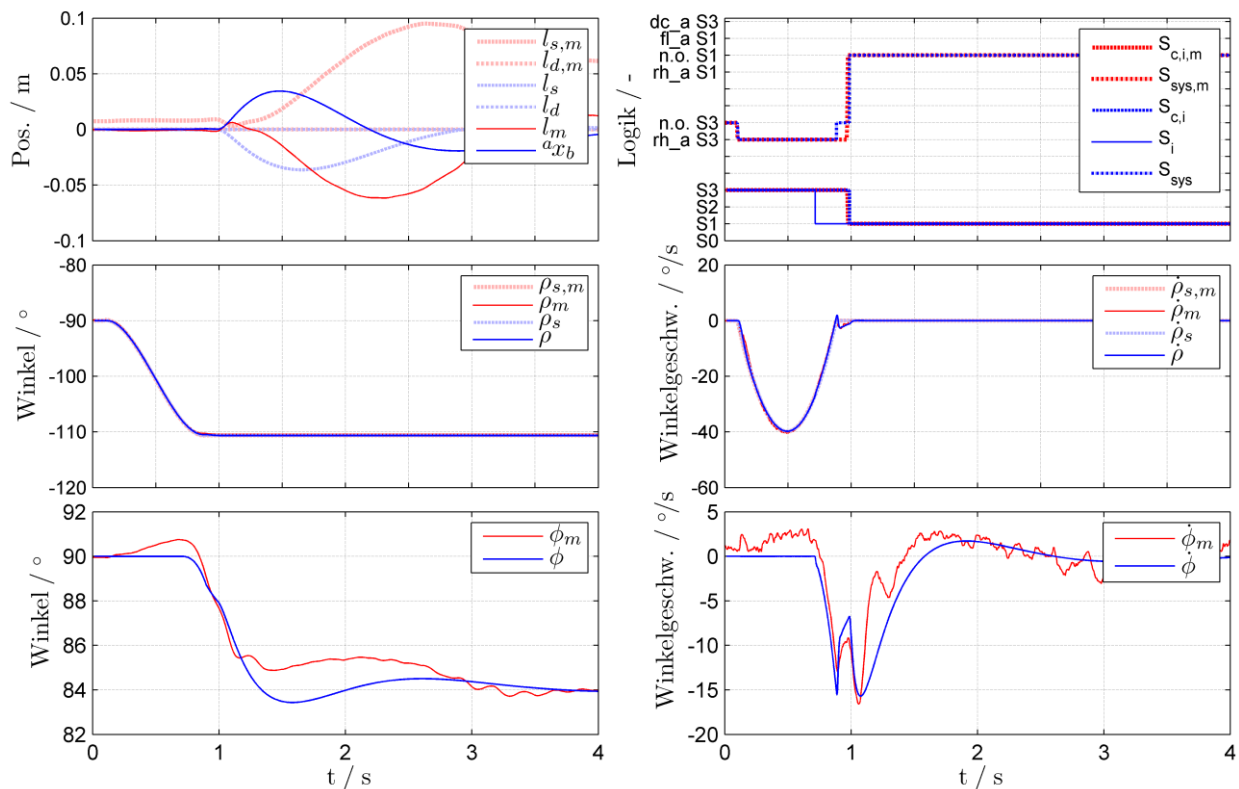 Pos. / m
0.1
0.05
0
-0.05
-0.1
l_{s,m}
l_{d,m}
l_s
l_d
l_m
^a x_b
Logik / -
dc_a S3
fl_a S1
n.o. S1
rh_a S1
n.o. S3
rh_a S3
S3
S2
S1
S0
S_{c,i,m}
S_{sys,m}
S_{c,i}
S_i
S_{sys}
Winkel / °
-80
-90
-100
-110
-120
ρ_{s,m}
ρ_m
ρ_s
ρ
Winkelgeschw. / °/s
20
0
-20
-40
-60
ρ̇_{s,m}
ρ̇_m
ρ̇_s
ρ̇
Winkel / °
92
90
88
86
84
82
ϕ_m
ϕ
0 1 2 3 4
t / s
Winkelgeschw. / °/s
5
0
-5
-10
-15
-20
ϕ̇_m
ϕ̇
0 1 2 3 4
t / s